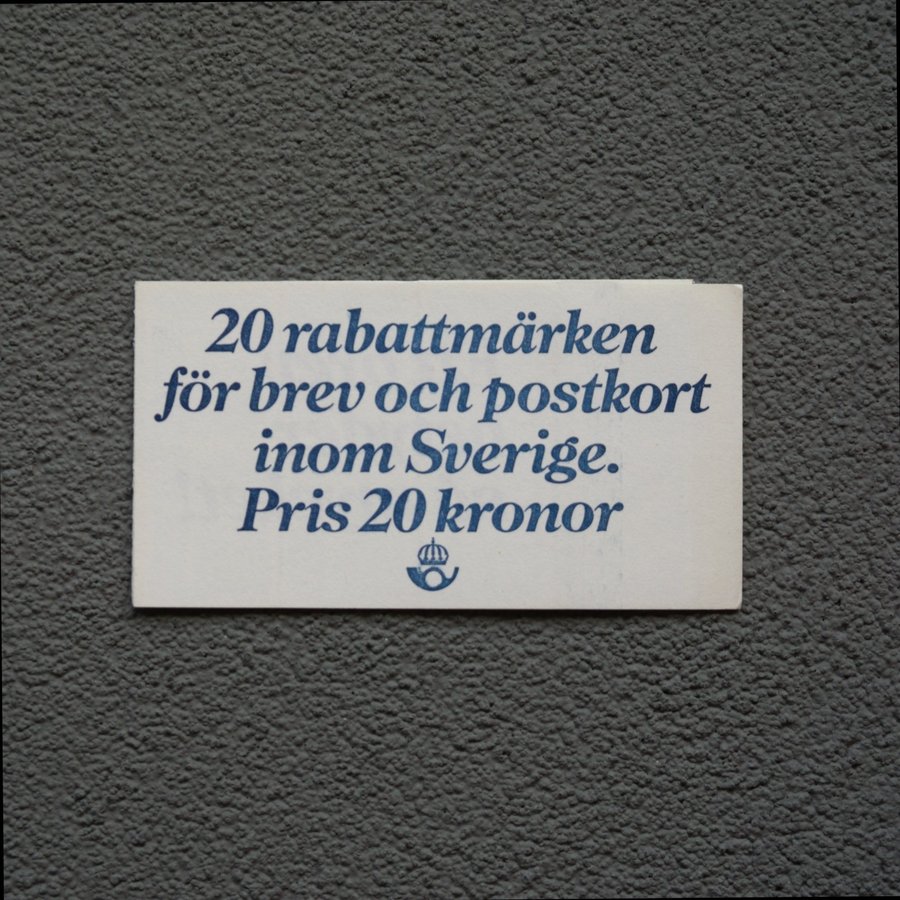 20 rabattmärken
för brev och postkort
inom Sverige.
Pris 20 kronor